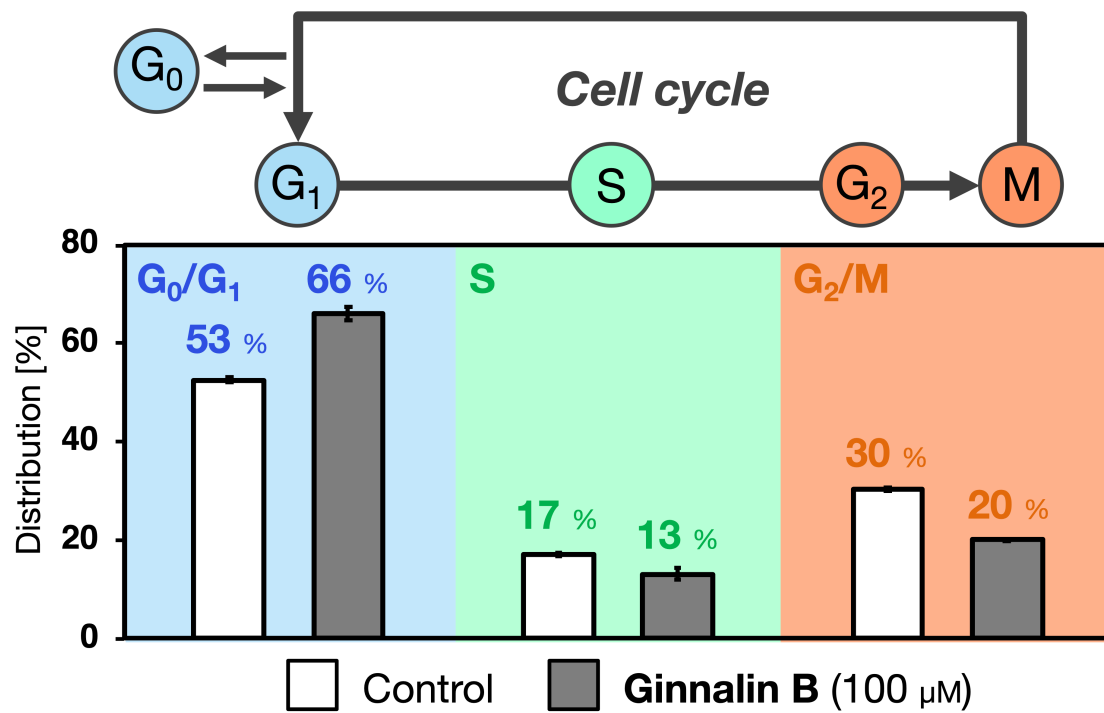 G₀
Cell cycle
G₁
S
G₂
M
Distribution [%]
80
60
40
20
0
G₀/G₁
53 %
66 %
S
17 %
13 %
G₂/M
30 %
20 %
Control
Ginnalin B (100 µM)